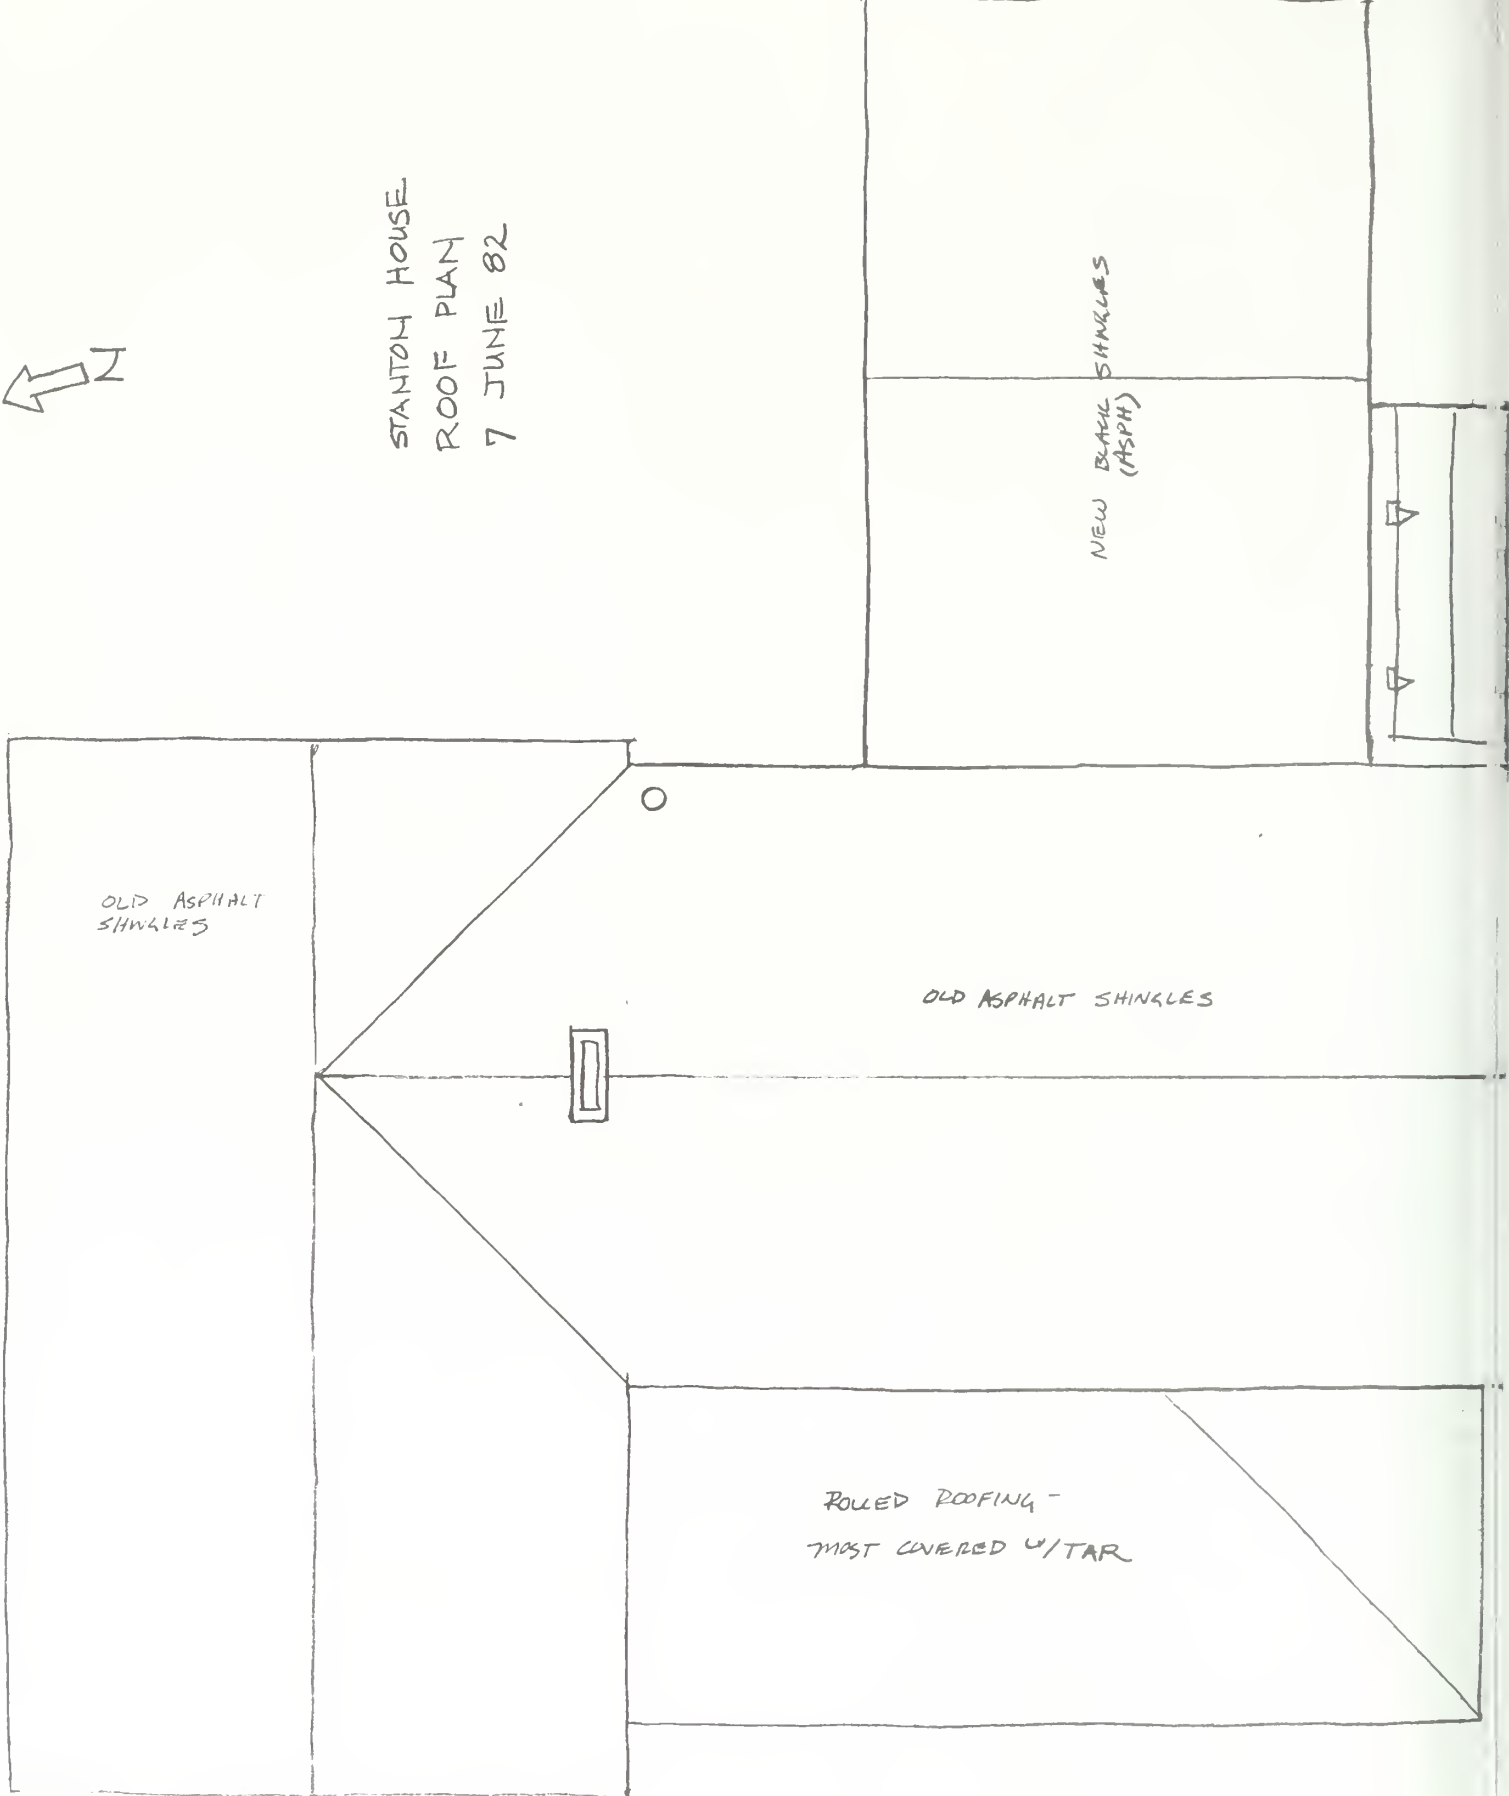 N
STANTON HOUSE
ROOF PLAN
7 JUNE 82
NEW BLACK SHINGLES
(ASPH)
OLD ASPHALT
SHINGLES
OLD ASPHALT SHINGLES
ROLLED ROOFING -
MOST COVERED W/TAR